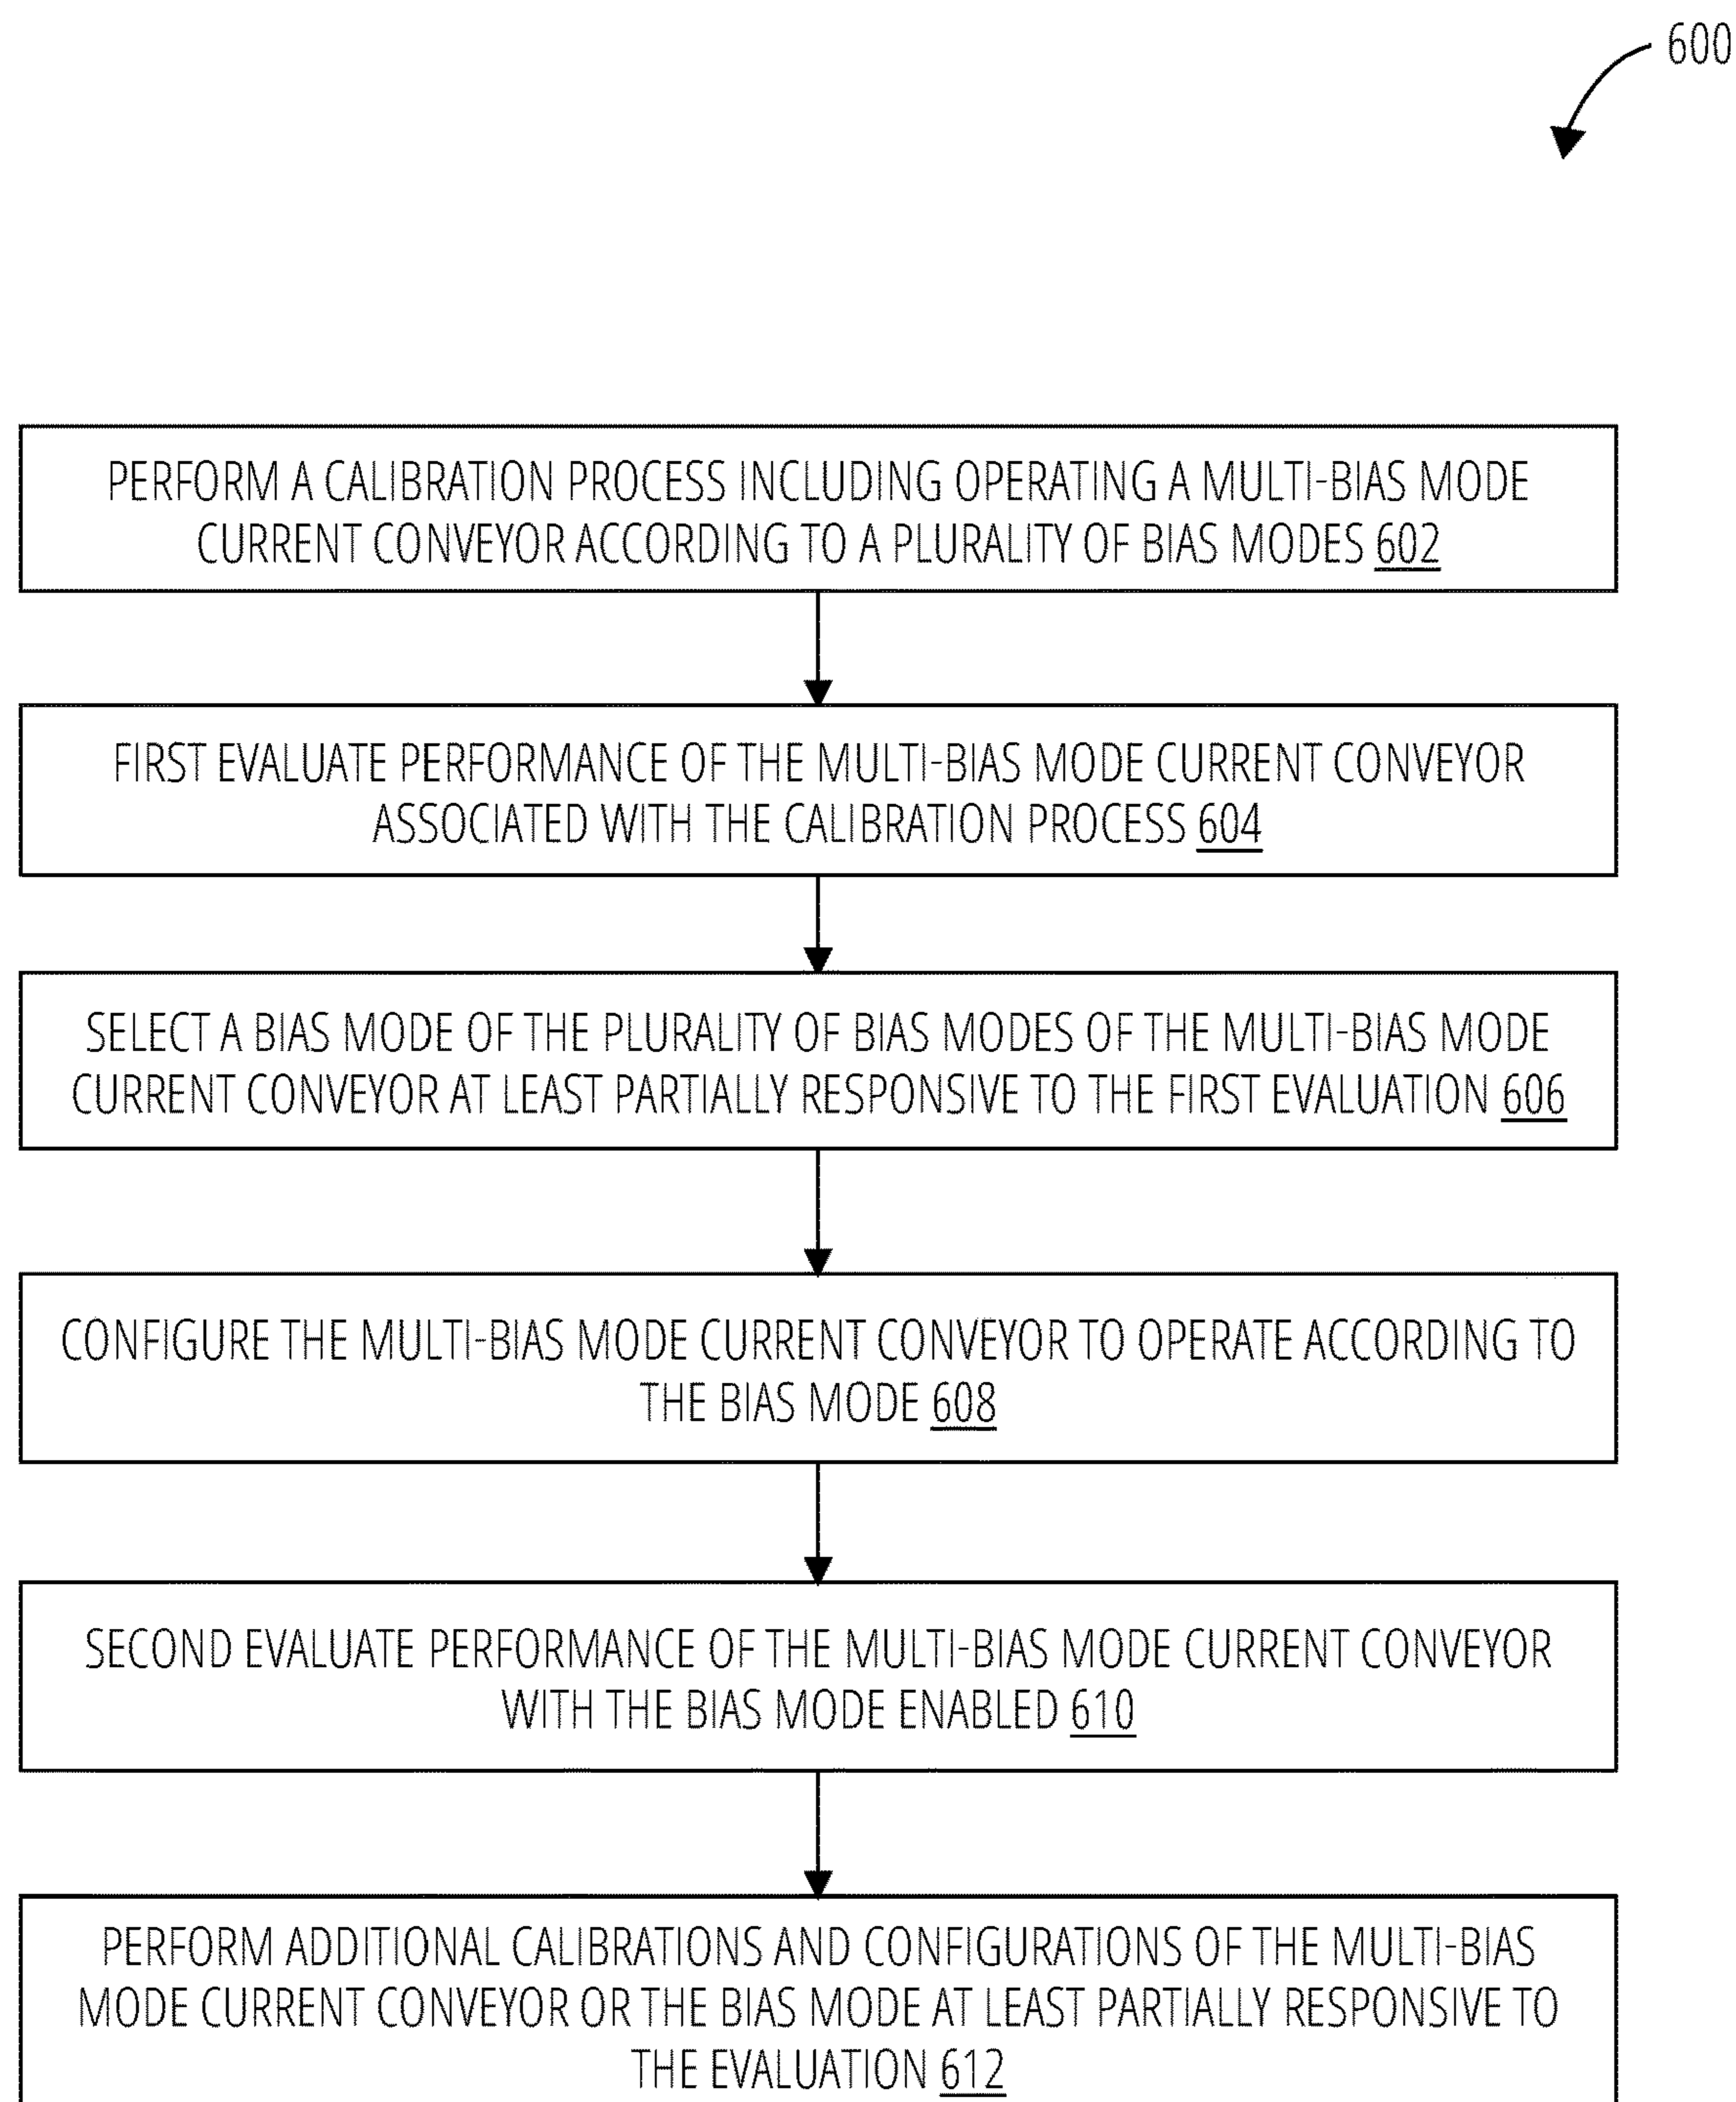 600
PERFORM A CALIBRATION PROCESS INCLUDING OPERATING A MULTI-BIAS MODE
CURRENT CONVEYOR ACCORDING TO A PLURALITY OF BIAS MODES 602
FIRST EVALUATE PERFORMANCE OF THE MULTI-BIAS MODE CURRENT CONVEYOR
ASSOCIATED WITH THE CALIBRATION PROCESS 604
SELECT A BIAS MODE OF THE PLURALITY OF BIAS MODES OF THE MULTI-BIAS MODE
CURRENT CONVEYOR AT LEAST PARTIALLY RESPONSIVE TO THE FIRST EVALUATION 606
CONFIGURE THE MULTI-BIAS MODE CURRENT CONVEYOR TO OPERATE ACCORDING TO
THE BIAS MODE 608
SECOND EVALUATE PERFORMANCE OF THE MULTI-BIAS MODE CURRENT CONVEYOR
WITH THE BIAS MODE ENABLED 610
PERFORM ADDITIONAL CALIBRATIONS AND CONFIGURATIONS OF THE MULTI-BIAS
MODE CURRENT CONVEYOR OR THE BIAS MODE AT LEAST PARTIALLY RESPONSIVE TO
THE EVALUATION 612